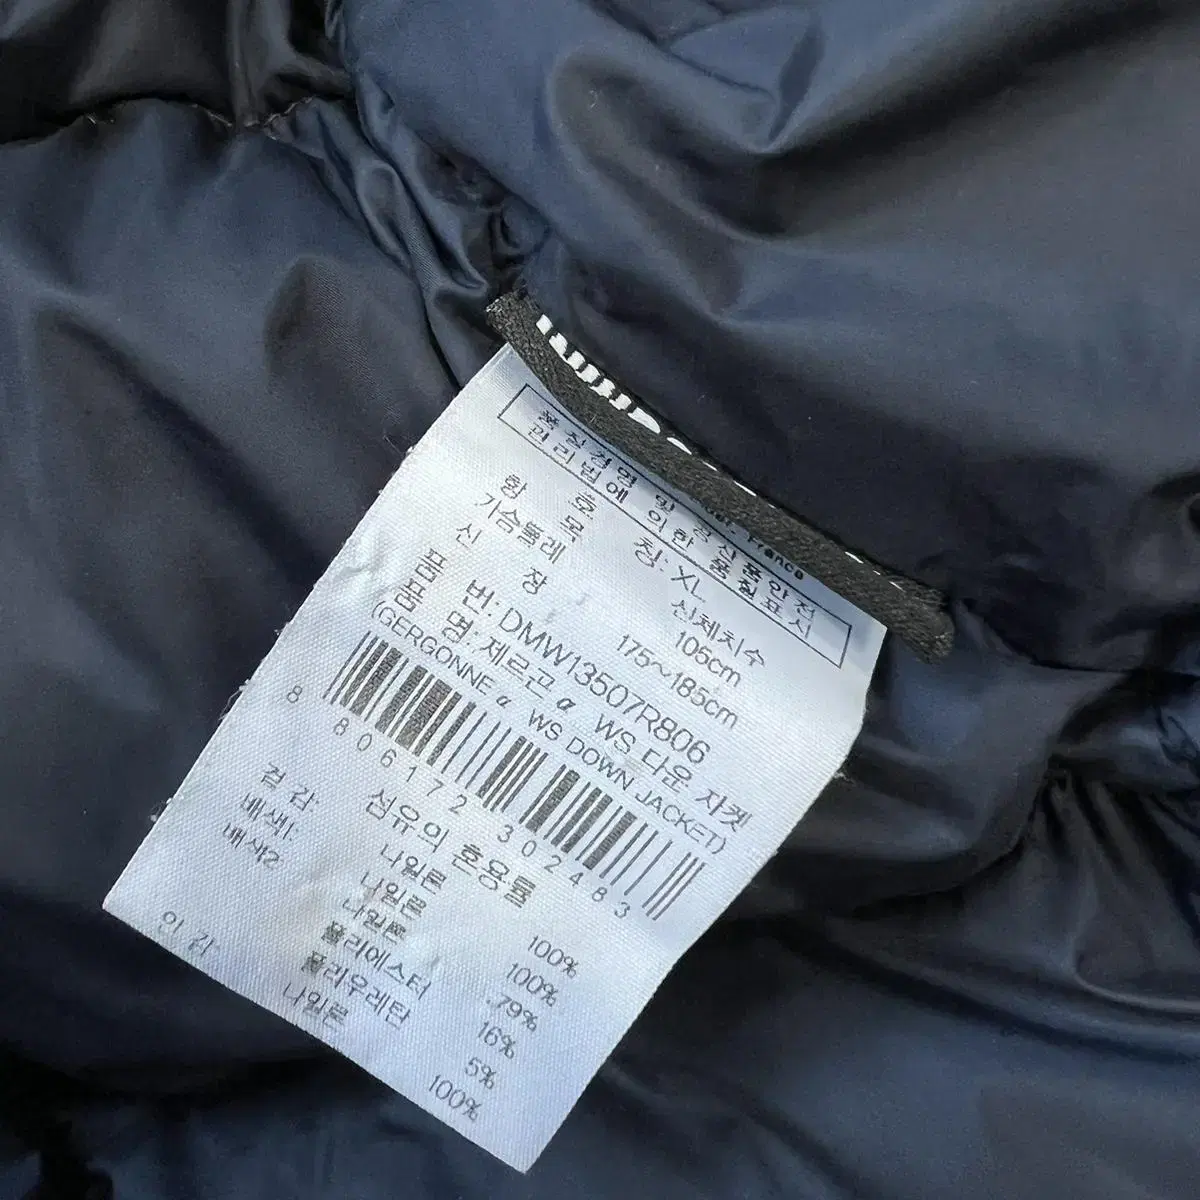 France
품질경영 및 공산품안전
관리법에 의한 품질표시
호 칭: XL
항 목 신체치수
가슴둘레 106cm
신 장 175~185cm
품 번: DMW13507R806
품 명: 제르곤 α WS 다운 자켓
(GERGONNE α WS DOWN JACKET)
8 806172 302483
섬유의 혼용률
겉 감: 나일론 100%
배색1: 나일론 100%
배색2: 나일론 79%
폴리에스터 16%
폴리우레탄 5%
안 감 나일론 100%